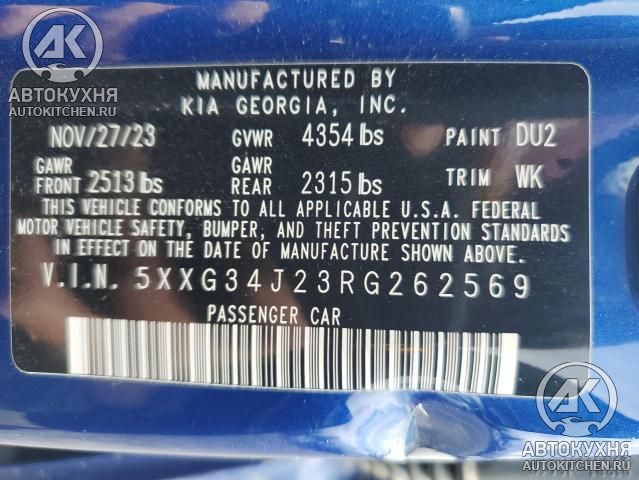 АК
АВТОКУХНЯ
AUTOKITCHEN.RU
MANUFACTURED BY
KIA GEORGIA, INC.
NOV/27/23 GVWR 4354 lbs PAINT DU2
GAWR FRONT 2513 lbs GAWR REAR 2315 lbs TRIM WK
THIS VEHICLE CONFORMS TO ALL APPLICABLE U.S.A. FEDERAL
MOTOR VEHICLE SAFETY, BUMPER, AND THEFT PREVENTION STANDARDS
IN EFFECT ON THE DATE OF MANUFACTURE SHOWN ABOVE.
V.I.N. 5XXG34J23RG262569
PASSENGER CAR
АК
АВТОКУХНЯ
AUTOKITCHEN.RU